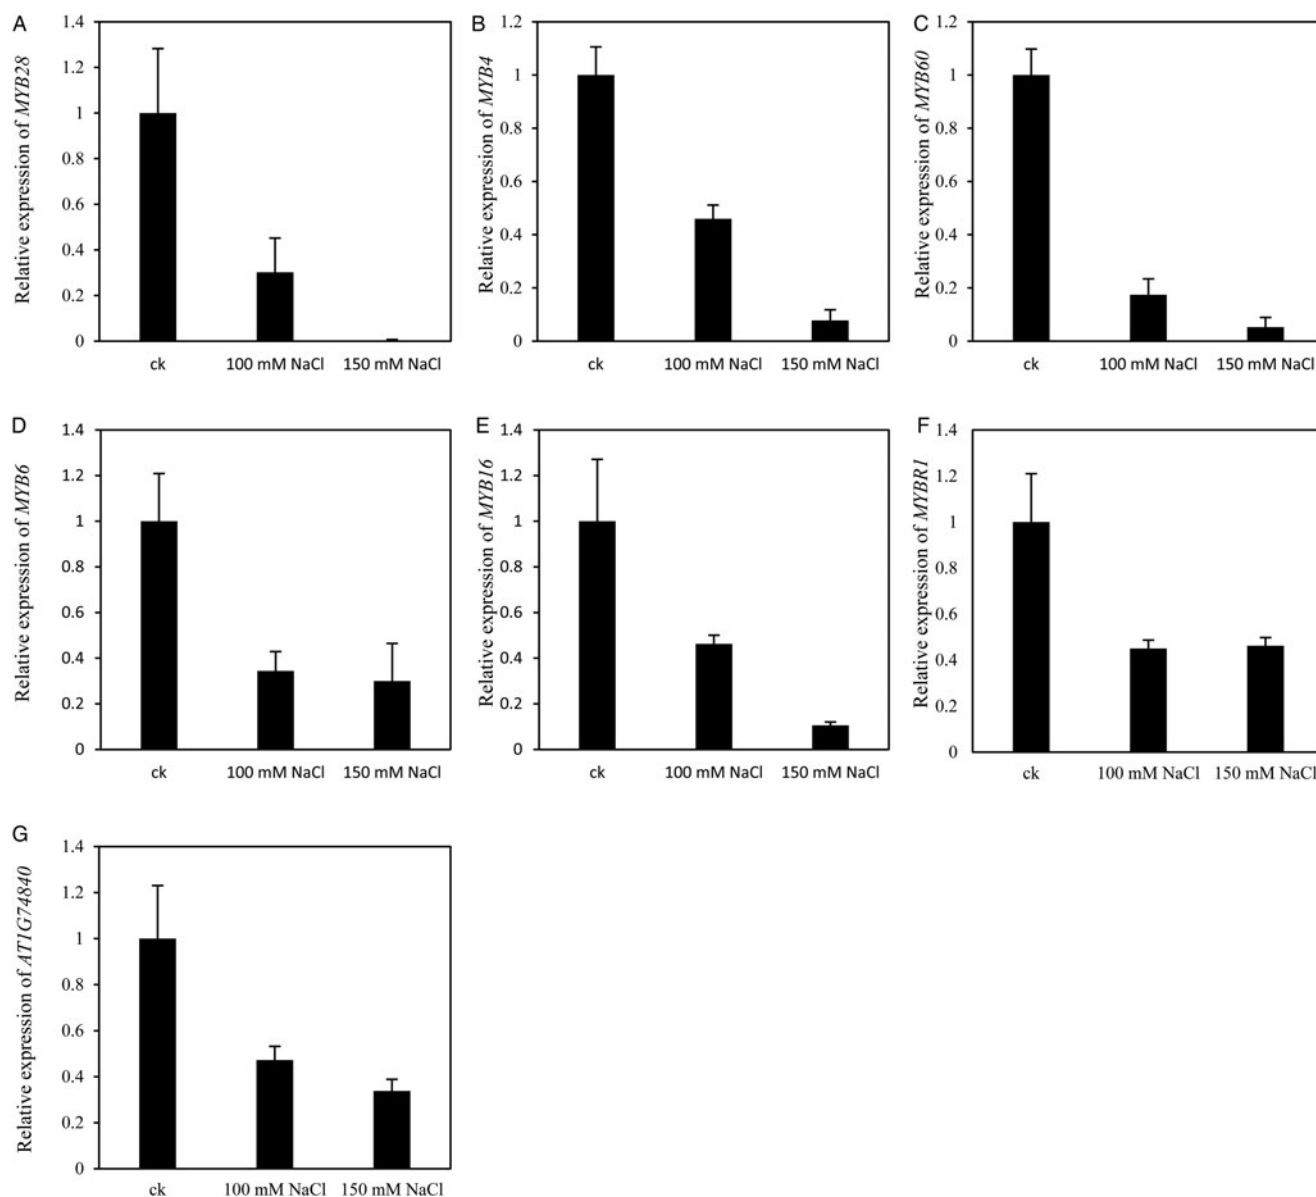 A
Relative expression of MYB28
1.4
1.2
1
0.8
0.6
0.4
0.2
0
ck 100 mM NaCl 150 mM NaCl
B
Relative expression of MYB4
1.2
1
0.8
0.6
0.4
0.2
0
ck 100 mM NaCl 150 mM NaCl
C
Relative expression of MYB60
1.2
1
0.8
0.6
0.4
0.2
0
ck 100 mM NaCl 150 mM NaCl
D
Relative expression of MYB6
1.4
1.2
1
0.8
0.6
0.4
0.2
0
ck 100 mM NaCl 150 mM NaCl
E
Relative expression of MYB16
1.4
1.2
1
0.8
0.6
0.4
0.2
0
ck 100 mM NaCl 150 mM NaCl
F
Relative expression of MYBR1
1.4
1.2
1
0.8
0.6
0.4
0.2
0
ck 100 mM NaCl 150 mM NaCl
G
Relative expression of AT1G74840
1.4
1.2
1
0.8
0.6
0.4
0.2
0
ck 100 mM NaCl 150 mM NaCl